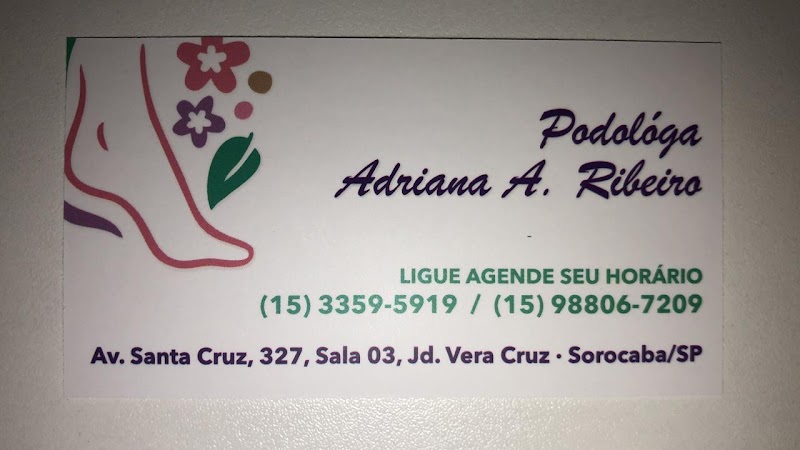 Podológa
Adriana A. Ribeiro
LIGUE AGENDE SEU HORÁRIO
(15) 3359-5919 / (15) 98806-7209
Av. Santa Cruz, 327, Sala 03, Jd. Vera Cruz · Sorocaba/SP